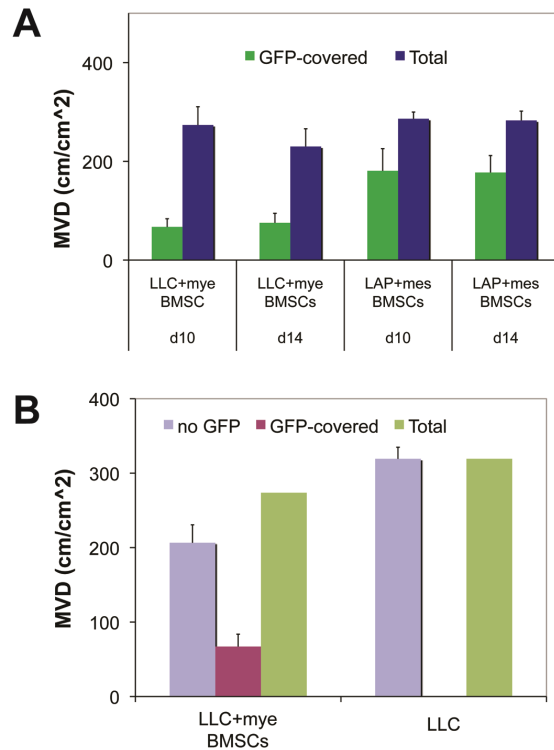 A
GFP-covered Total
MVD (cm/cm^2)
400
200
0
LLC+mye BMSC
LLC+mye BMSCs
LAP+mes BMSCs
LAP+mes BMSCs
d10 d14 d10 d14
B
no GFP GFP-covered Total
MVD (cm/cm^2)
400
300
200
100
0
LLC+mye
BMSCs
LLC